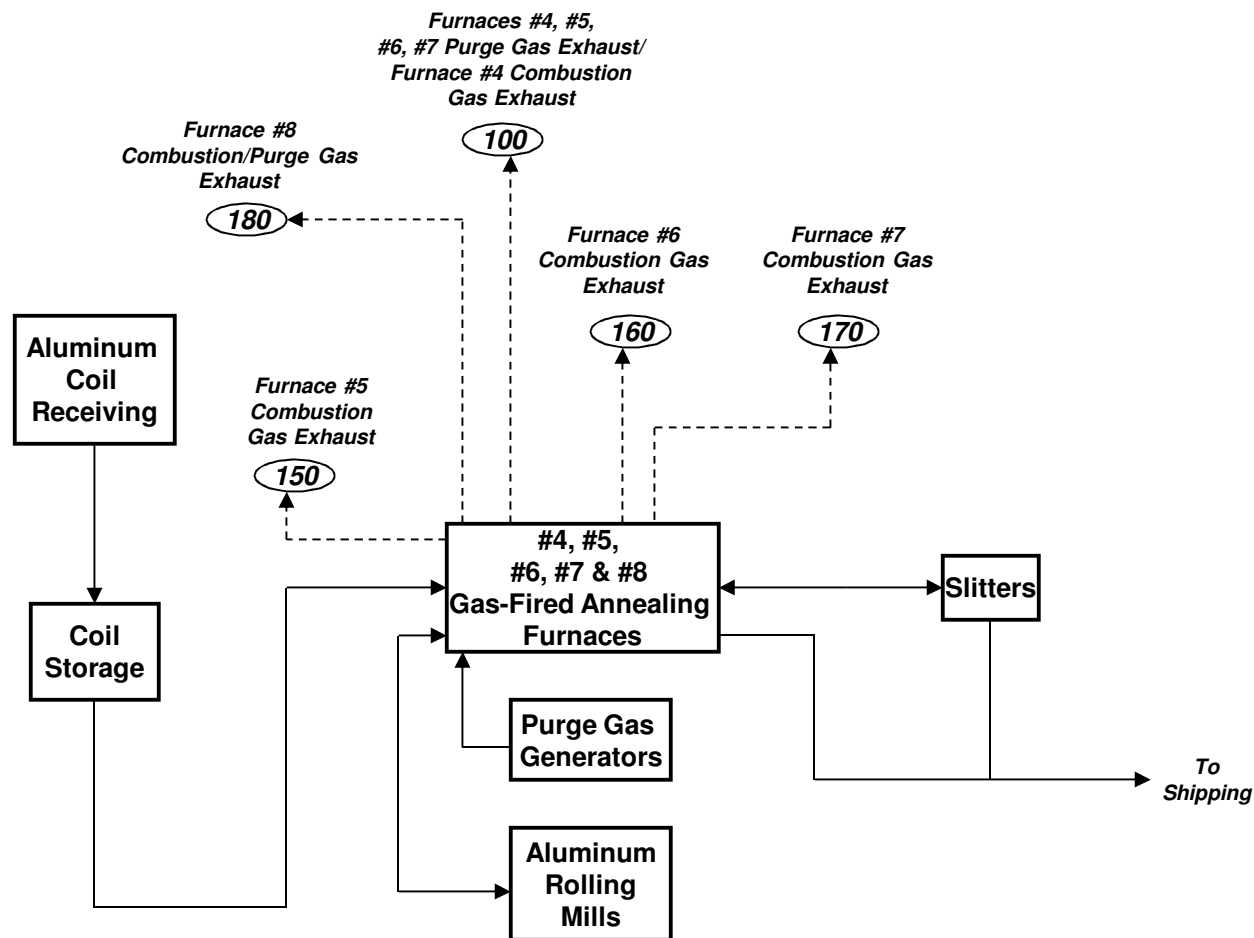 Furnaces #4, #5,
#6, #7 Purge Gas Exhaust/
Furnace #4 Combustion
Gas Exhaust
100
Furnace #8
Combustion/Purge Gas
Exhaust
180
Furnace #6
Combustion Gas
Exhaust
160
Furnace #7
Combustion Gas
Exhaust
170
Aluminum
Coil
Receiving
Furnace #5
Combustion
Gas Exhaust
150
#4, #5,
#6, #7 & #8
Gas-Fired Annealing
Furnaces
Slitters
Coil
Storage
Purge Gas
Generators
To
Shipping
Aluminum
Rolling
Mills